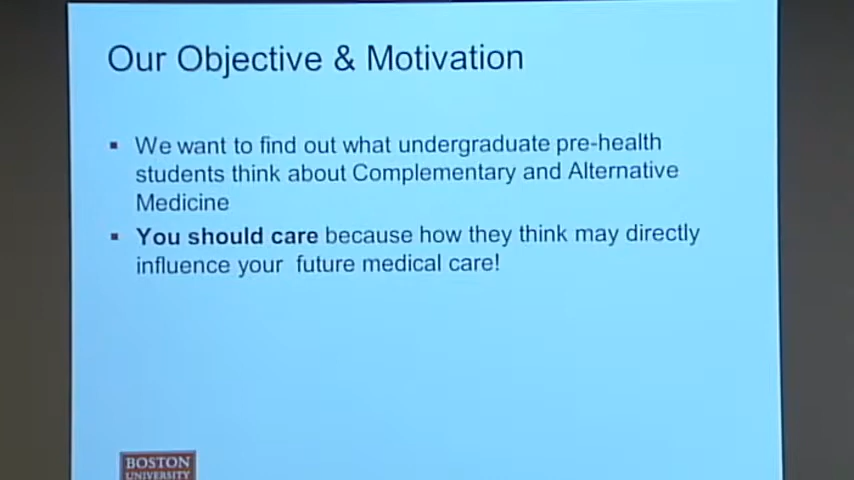 Our Objective & Motivation
▪ We want to find out what undergraduate pre-health
students think about Complementary and Alternative
Medicine
▪ You should care because how they think may directly
influence your future medical care!
BOSTON
UNIVERSITY